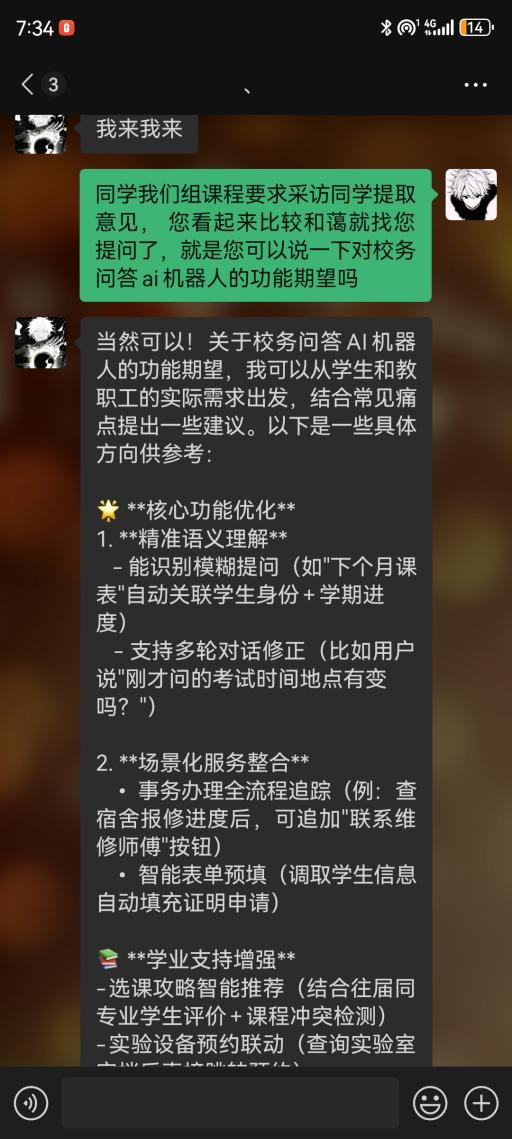 7:34
4G
14
3
、
我来我来
同学我们组课程要求采访同学提取
意见， 您看起来比较和蔼就找您
提问了，就是您可以说一下对校务
问答ai机器人的功能期望吗
当然可以！关于校务问答AI机器
人的功能期望，我可以从学生和教
职工的实际需求出发，结合常见痛
点提出一些建议。以下是一些具体
方向供参考：
🌟 **核心功能优化**
1. **精准语义理解**
- 能识别模糊提问（如"下个月课
表"自动关联学生身份+学期进
度）
- 支持多轮对话修正（比如用户
说"刚才问的考试时间地点有变
吗？"）
2. **场景化服务整合**
• 事务办理全流程追踪（例：查
宿舍报修进度后，可追加"联系维
修师傅"按钮）
• 智能表单预填（调取学生信息
自动填充证明申请）
📚 **学业支持增强**
-选课攻略智能推荐（结合往届同
专业学生评价+课程冲突检测）
-实验设备预约联动（查询实验室